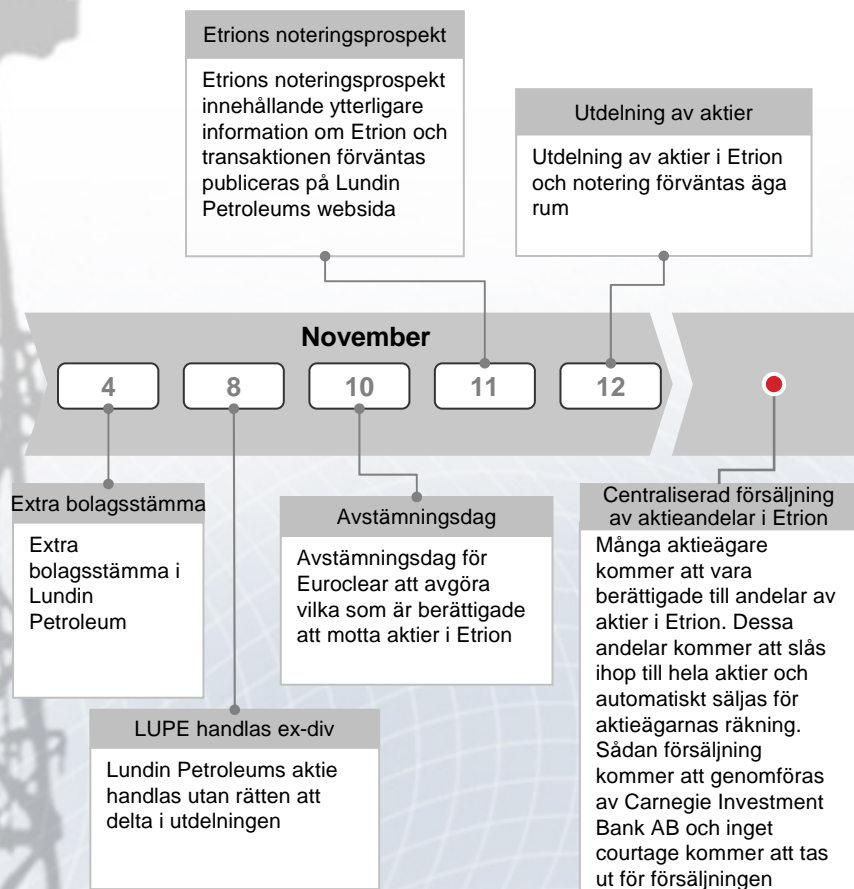 Etrions noteringsprospekt
Etrions noteringsprospekt
innehållande ytterligare
information om Etrion och
transaktionen förväntas
publiceras på Lundin
Petroleums websida
Utdelning av aktier
Utdelning av aktier i Etrion
och notering förväntas äga
rum
November
4
8
10
11
12
Extra bolagsstämma
Extra
bolagsstämma i
Lundin
Petroleum
LUPE handlas ex-div
Lundin Petroleums aktie
handlas utan rätten att
delta i utdelningen
Avstämningsdag
Avstämningsdag för
Euroclear att avgöra
vilka som är berättigade
att motta aktier i Etrion
Centraliserad försäljning
av aktieandelar i Etrion
Många aktieägare
kommer att vara
berättigade till andelar av
aktier i Etrion. Dessa
andelar kommer att slås
ihop till hela aktier och
automatiskt säljas för
aktieägarnas räkning.
Sådan försäljning
kommer att genomföras
av Carnegie Investment
Bank AB och inget
courtage kommer att tas
ut för försäljningen